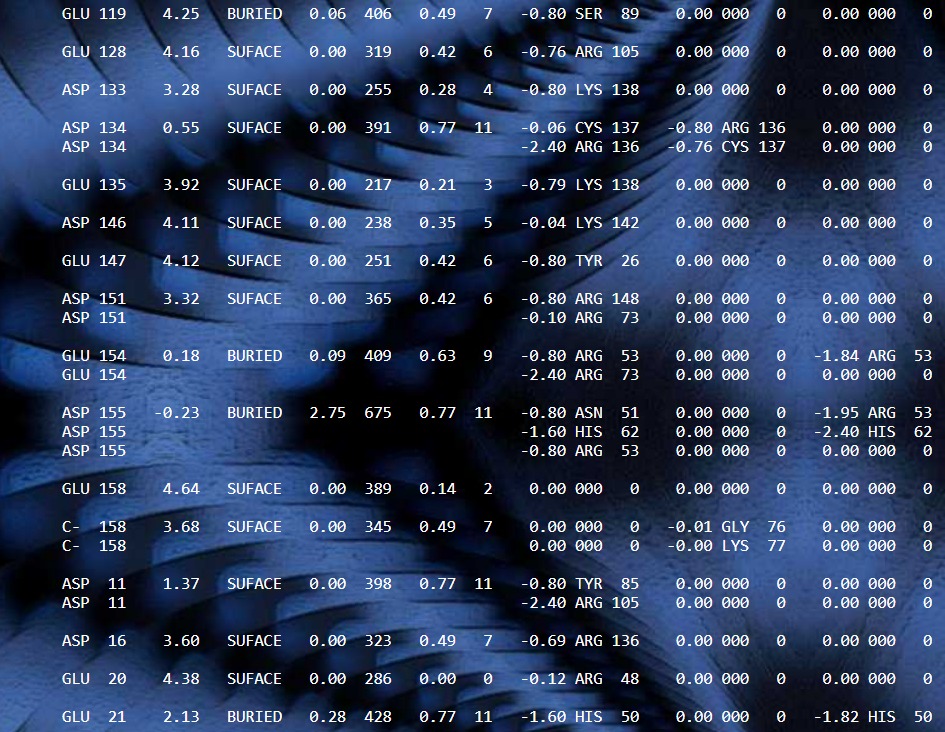 GLU 119 4.25 BURIED 0.06 406 0.49 7 -0.80 SER 89 0.00 000 0 0.00 000 0
GLU 128 4.16 SUFACE 0.00 319 0.42 6 -0.76 ARG 105 0.00 000 0 0.00 000 0
ASP 133 3.28 SUFACE 0.00 255 0.28 4 -0.80 LYS 138 0.00 000 0 0.00 000 0
ASP 134 0.55 SUFACE 0.00 391 0.77 11 -0.06 CYS 137 -0.80 ARG 136 0.00 000 0
ASP 134 -2.40 ARG 136 -0.76 CYS 137 0.00 000 0
GLU 135 3.92 SUFACE 0.00 217 0.21 3 -0.79 LYS 138 0.00 000 0 0.00 000 0
ASP 146 4.11 SUFACE 0.00 238 0.35 5 -0.04 LYS 142 0.00 000 0 0.00 000 0
GLU 147 4.12 SUFACE 0.00 251 0.42 6 -0.80 TYR 26 0.00 000 0 0.00 000 0
ASP 151 3.32 SUFACE 0.00 365 0.42 6 -0.80 ARG 148 0.00 000 0 0.00 000 0
ASP 151 -0.10 ARG 73 0.00 000 0 0.00 000 0
GLU 154 0.18 BURIED 0.09 409 0.63 9 -0.80 ARG 53 0.00 000 0 -1.84 ARG 53
GLU 154 -2.40 ARG 73 0.00 000 0 0.00 000 0
ASP 155 -0.23 BURIED 2.75 675 0.77 11 -0.80 ASN 51 0.00 000 0 -1.95 ARG 53
ASP 155 -1.60 HIS 62 0.00 000 0 -2.40 HIS 62
ASP 155 -0.80 ARG 53 0.00 000 0 0.00 000 0
GLU 158 4.64 SUFACE 0.00 389 0.14 2 0.00 000 0 0.00 000 0 0.00 000 0
C- 158 3.68 SUFACE 0.00 345 0.49 7 0.00 000 0 -0.01 GLY 76 0.00 000 0
C- 158 0.00 000 0 -0.00 LYS 77 0.00 000 0
ASP 11 1.37 SUFACE 0.00 398 0.77 11 -0.80 TYR 85 0.00 000 0 0.00 000 0
ASP 11 -2.40 ARG 105 0.00 000 0 0.00 000 0
ASP 16 3.60 SUFACE 0.00 323 0.49 7 -0.69 ARG 136 0.00 000 0 0.00 000 0
GLU 20 4.38 SUFACE 0.00 286 0.00 0 -0.12 ARG 48 0.00 000 0 0.00 000 0
GLU 21 2.13 BURIED 0.28 428 0.77 11 -1.60 HIS 50 0.00 000 0 -1.82 HIS 50